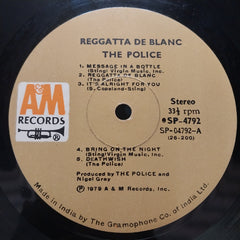 REGGATTA DE BLANC
THE POLICE
1. MESSAGE IN A BOTTLE
(Sting/Virgin Music, Inc.)
2. REGGATTA DE BLANC
(The Police)
3. IT'S ALRIGHT FOR YOU
(S. Copeland-Sting)
A&M
RECORDS
Stereo
33⅓ rpm
SP-4792
SP-04792-A
(26-200)
4. BRING ON THE NIGHT
(Sting/Virgin Music, Inc.)
5. DEATHWISH
(The Police)
Produced by THE POLICE and
Nigel Gray
℗ 1979 A & M Records, Inc.
Made in India by The Gramophone Co. of India